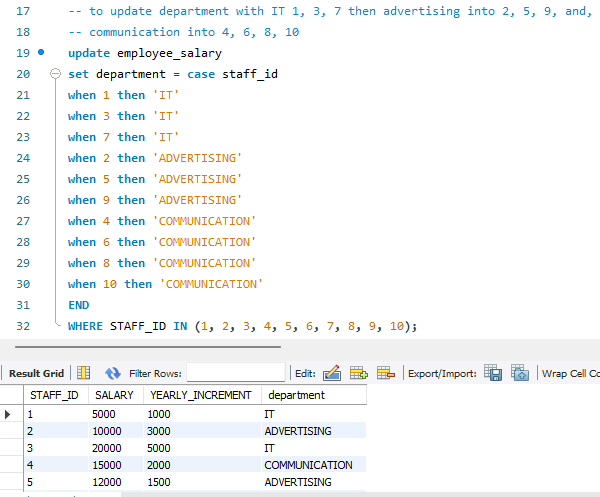 17 -- to update department with IT 1, 3, 7 then advertising into 2, 5, 9, and,
18 -- communication into 4, 6, 8, 10
19 update employee_salary
20 set department = case staff_id
21 when 1 then 'IT'
22 when 3 then 'IT'
23 when 7 then 'IT'
24 when 2 then 'ADVERTISING'
25 when 5 then 'ADVERTISING'
26 when 9 then 'ADVERTISING'
27 when 4 then 'COMMUNICATION'
28 when 6 then 'COMMUNICATION'
29 when 8 then 'COMMUNICATION'
30 when 10 then 'COMMUNICATION'
31 END
32 WHERE STAFF_ID IN (1, 2, 3, 4, 5, 6, 7, 8, 9, 10);
Result Grid Filter Rows: Edit: Export/Import: Wrap Cell Co
STAFF_ID SALARY YEARLY_INCREMENT department
1 5000 1000 IT
2 10000 3000 ADVERTISING
3 20000 5000 IT
4 15000 2000 COMMUNICATION
5 12000 1500 ADVERTISING